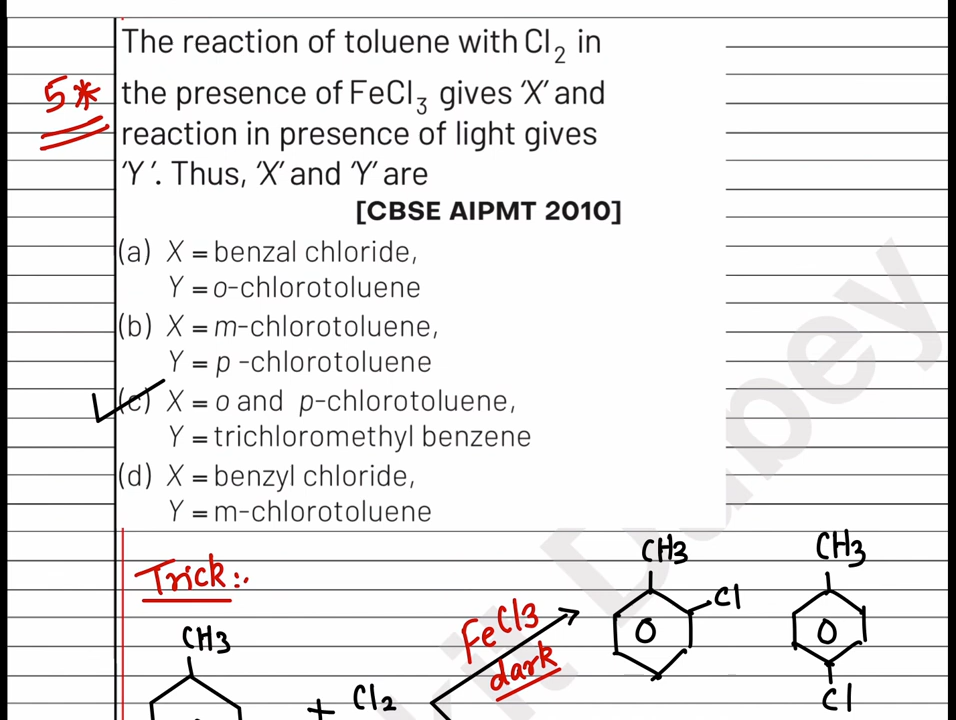 The reaction of toluene with Cl₂ in
5* the presence of FeCl₃ gives 'X' and
reaction in presence of light gives
'Y'. Thus, 'X' and 'Y' are
[CBSE AIPMT 2010]
(a) X = benzal chloride,
Y = o-chlorotoluene
(b) X = m-chlorotoluene,
Y = p -chlorotoluene
(c) X = o and p-chlorotoluene,
Y = trichloromethyl benzene
(d) X = benzyl chloride,
Y = m-chlorotoluene
Trick:.
CH3 CH3
Cl
FeCl3
dark
CH3
+ Cl2
Cl